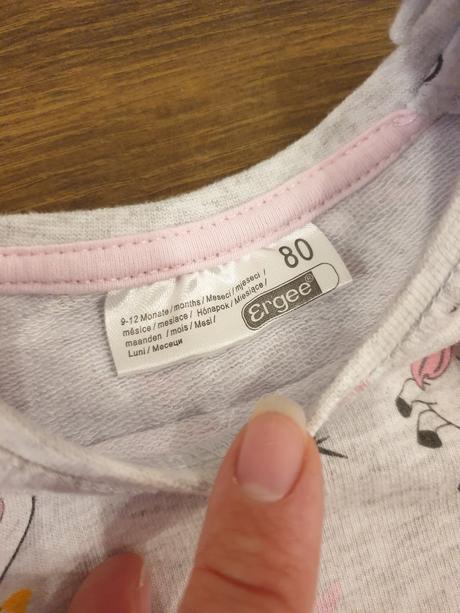 80
Ergee®
9-12 Monate / months / Meseci / mjeseci /
měsíce / mesiace / Hónapok / Miesiące /
maanden / mois / Mesi /
Luni / Месеци